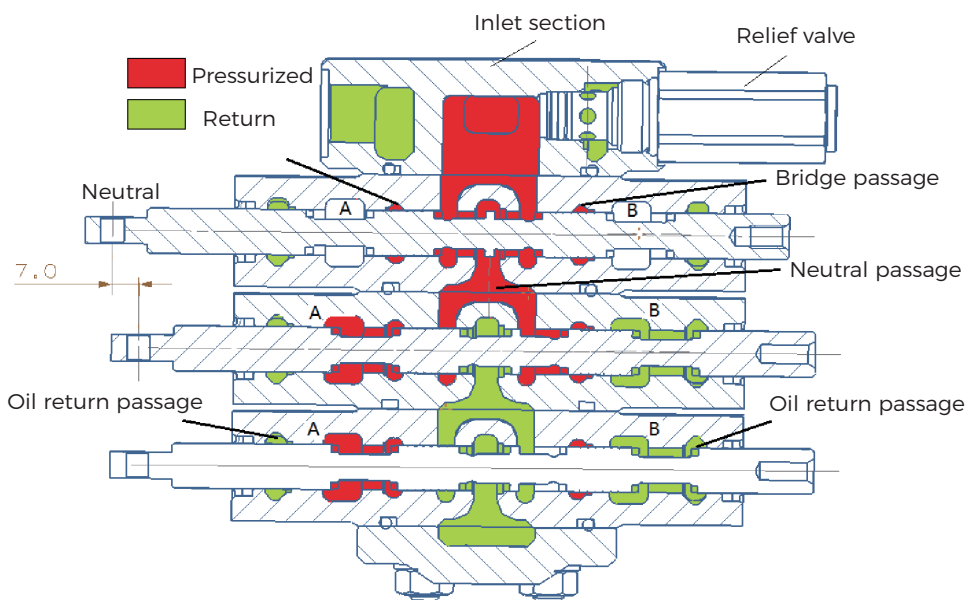 Inlet section
Relief valve
Pressurized
Return
Neutral
Bridge passage
A
B
Neutral passage
7.0
A
B
Oil return passage
Oil return passage
A
B